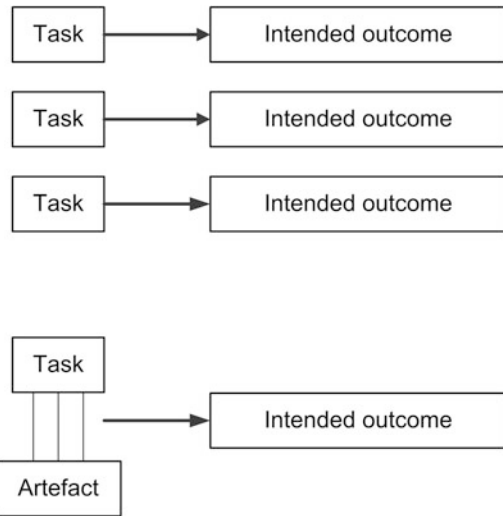 Task
Intended outcome
Task
Intended outcome
Task
Intended outcome
Task
Intended outcome
Artefact